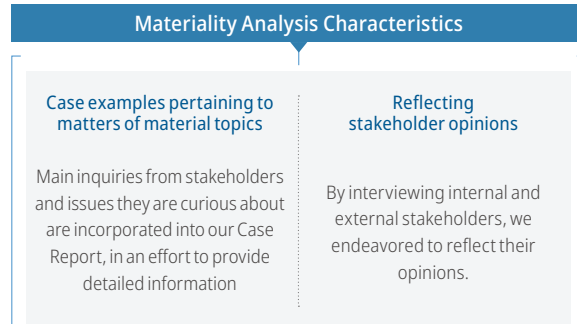 Materiality Analysis Characteristics
Case examples pertaining to
matters of material topics
Main inquiries from stakeholders
and issues they are curious about
are incorporated into our Case
Report, in an effort to provide
detailed information
Reflecting
stakeholder opinions
By interviewing internal and
external stakeholders, we
endeavored to reflect their
opinions.